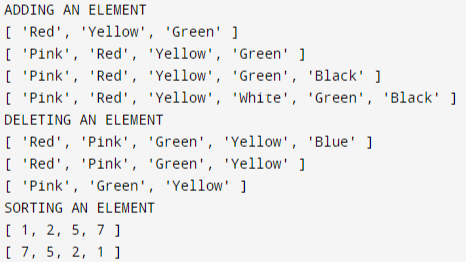 ADDING AN ELEMENT
[ 'Red', 'Yellow', 'Green' ]
[ 'Pink', 'Red', 'Yellow', 'Green' ]
[ 'Pink', 'Red', 'Yellow', 'Green', 'Black' ]
[ 'Pink', 'Red', 'Yellow', 'White', 'Green', 'Black' ]
DELETING AN ELEMENT
[ 'Red', 'Pink', 'Green', 'Yellow', 'Blue' ]
[ 'Red', 'Pink', 'Green', 'Yellow' ]
[ 'Pink', 'Green', 'Yellow' ]
SORTING AN ELEMENT
[ 1, 2, 5, 7 ]
[ 7, 5, 2, 1 ]